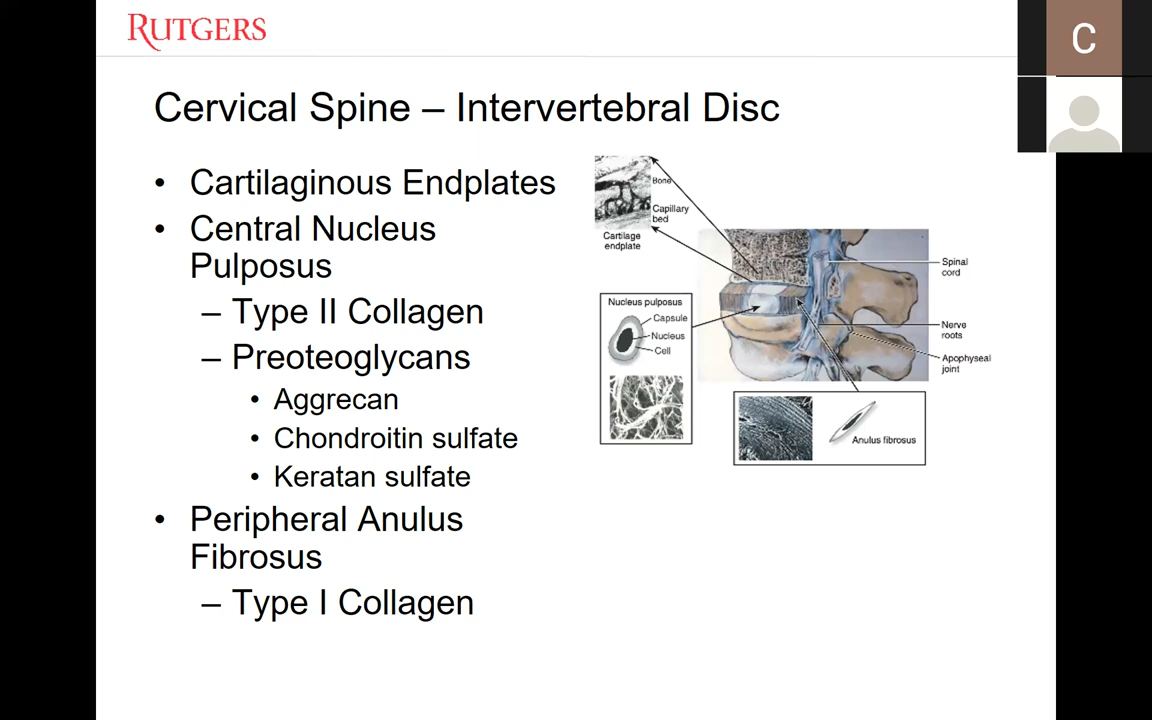 RUTGERS
C
Cervical Spine – Intervertebral Disc
• Cartilaginous Endplates
• Central Nucleus
Pulposus
– Type II Collagen
– Preoteoglycans
• Aggrecan
• Chondroitin sulfate
• Keratan sulfate
• Peripheral Anulus
Fibrosus
– Type I Collagen
Bone
Capillary
bed
Cartilage
endplate
Spinal
cord
Nucleus pulposus
Capsule
Nucleus
Cell
Nerve
roots
Apophyseal
joint
Anulus fibrosus